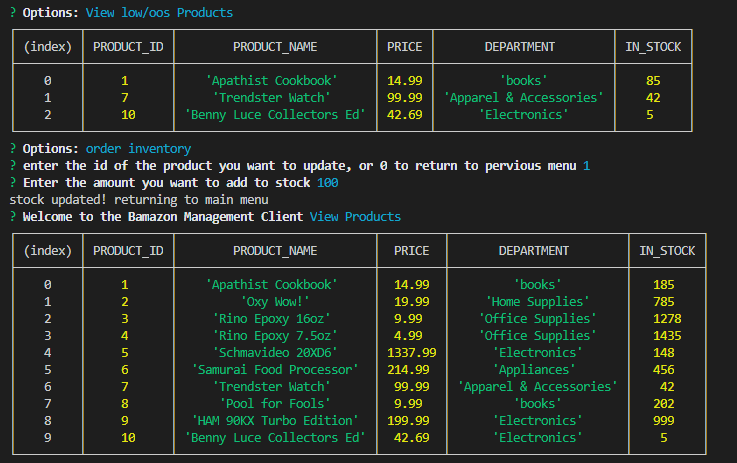 ? Options: View low/oos Products
(index) PRODUCT_ID PRODUCT_NAME PRICE DEPARTMENT IN_STOCK
0 1 'Apathist Cookbook' 14.99 'books' 85
1 7 'Trendster Watch' 99.99 'Apparel & Accessories' 42
2 10 'Benny Luce Collectors Ed' 42.69 'Electronics' 5
? Options: order inventory
? enter the id of the product you want to update, or 0 to return to pervious menu 1
? Enter the amount you want to add to stock 100
stock updated! returning to main menu
? Welcome to the Bamazon Management Client View Products
(index) PRODUCT_ID PRODUCT_NAME PRICE DEPARTMENT IN_STOCK
0 1 'Apathist Cookbook' 14.99 'books' 185
1 2 'Oxy Wow!' 19.99 'Home Supplies' 785
2 3 'Rino Epoxy 16oz' 9.99 'Office Supplies' 1278
3 4 'Rino Epoxy 7.5oz' 4.99 'Office Supplies' 1435
4 5 'Schmavideo 20XD6' 1337.99 'Electronics' 148
5 6 'Samurai Food Processor' 214.99 'Appliances' 456
6 7 'Trendster Watch' 99.99 'Apparel & Accessories' 42
7 8 'Pool for Fools' 9.99 'books' 202
8 9 'HAM 90KX Turbo Edition' 199.99 'Electronics' 999
9 10 'Benny Luce Collectors Ed' 42.69 'Electronics' 5